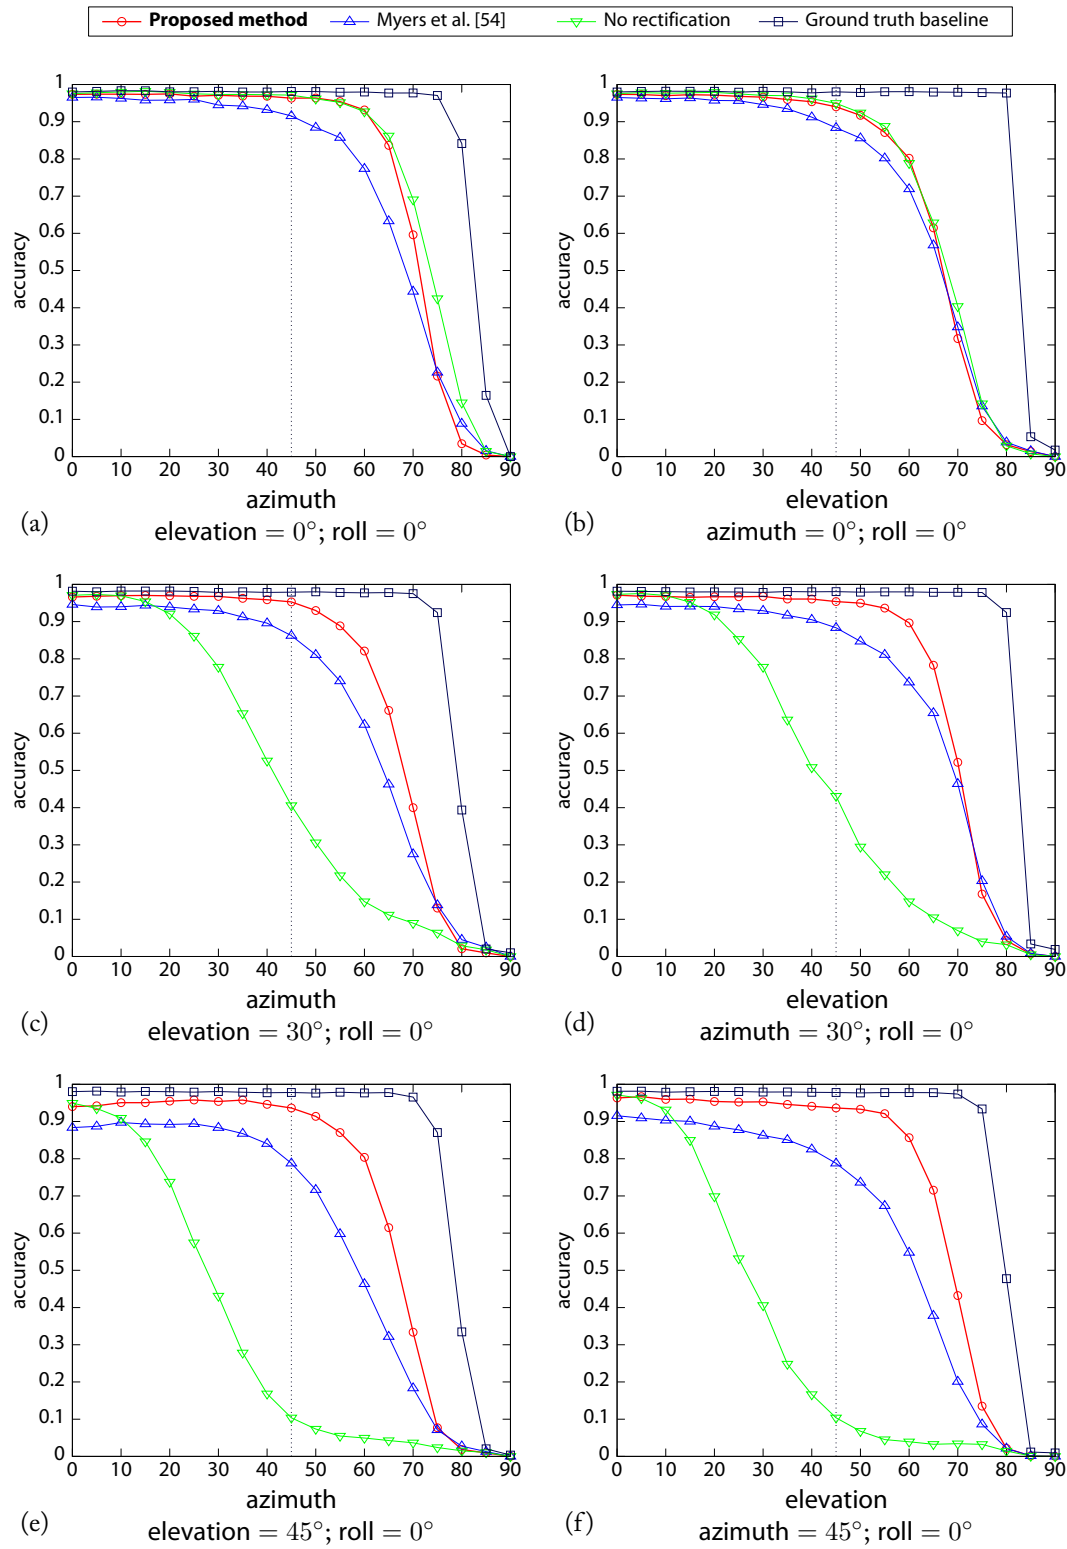 Proposed method Myers et al. [54] No rectification Ground truth baseline
1
0.9
0.8
0.7
0.6
0.5
0.4
0.3
0.2
0.1
0
accuracy
0 10 20 30 40 50 60 70 80 90
azimuth
(a) elevation = 0°; roll = 0°
1
0.9
0.8
0.7
0.6
0.5
0.4
0.3
0.2
0.1
0
accuracy
0 10 20 30 40 50 60 70 80 90
elevation
(b) azimuth = 0°; roll = 0°
1
0.9
0.8
0.7
0.6
0.5
0.4
0.3
0.2
0.1
0
accuracy
0 10 20 30 40 50 60 70 80 90
azimuth
(c) elevation = 30°; roll = 0°
1
0.9
0.8
0.7
0.6
0.5
0.4
0.3
0.2
0.1
0
accuracy
0 10 20 30 40 50 60 70 80 90
elevation
(d) azimuth = 30°; roll = 0°
1
0.9
0.8
0.7
0.6
0.5
0.4
0.3
0.2
0.1
0
accuracy
0 10 20 30 40 50 60 70 80 90
azimuth
(e) elevation = 45°; roll = 0°
1
0.9
0.8
0.7
0.6
0.5
0.4
0.3
0.2
0.1
0
accuracy
0 10 20 30 40 50 60 70 80 90
elevation
(f) azimuth = 45°; roll = 0°